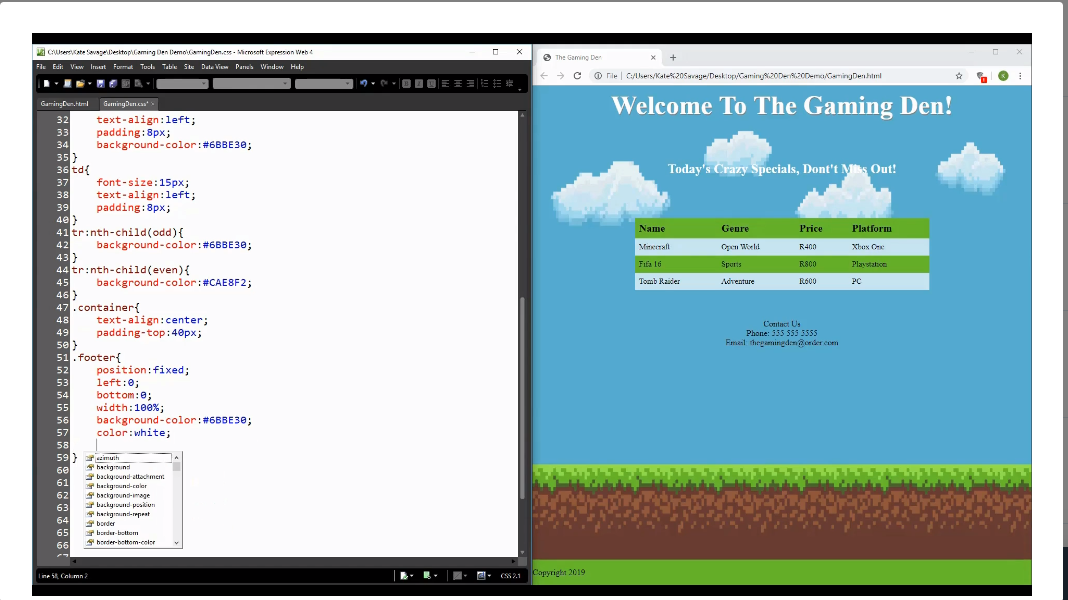 C:\Users\Kate Savage\Desktop\Gaming Den Demo\GamingDen.css - Microsoft Expression Web 4
File Edit View Insert Format Tools Table Site Data View Panels Window Help
GamingDen.html GamingDen.css*
32 text-align:left;
33 padding:8px;
34 background-color:#6BBE30;
35 }
36 td{
37 font-size:15px;
38 text-align:left;
39 padding:8px;
40 }
41 tr:nth-child(odd){
42 background-color:#6BBE30;
43 }
44 tr:nth-child(even){
45 background-color:#CAE8F2;
46 }
47 .container{
48 text-align:center;
49 padding-top:40px;
50 }
51 .footer{
52 position:fixed;
53 left:0;
54 bottom:0;
55 width:100%;
56 background-color:#6BBE30;
57 color:white;
58
59 }
60
61
62
63
64
65
66
67
azimuth
background
background-attachment
background-color
background-image
background-position
background-repeat
border
border-bottom
border-bottom-color
Line 58, Column 2
CSS 2.1
The Gaming Den
File C:/Users/Kate%20Savage/Desktop/Gaming%20Den%20Demo/GamingDen.html
K
Welcome To The Gaming Den!
Today's Crazy Specials, Dont't Miss Out!
Name Genre Price Platform
Minecraft Open World R400 Xbox One
Fifa 16 Sports R800 Playstation
Tomb Raider Adventure R600 PC
Contact Us
Phone: 555 555 5555
Email: thegamingden@order.com
Copyright 2019